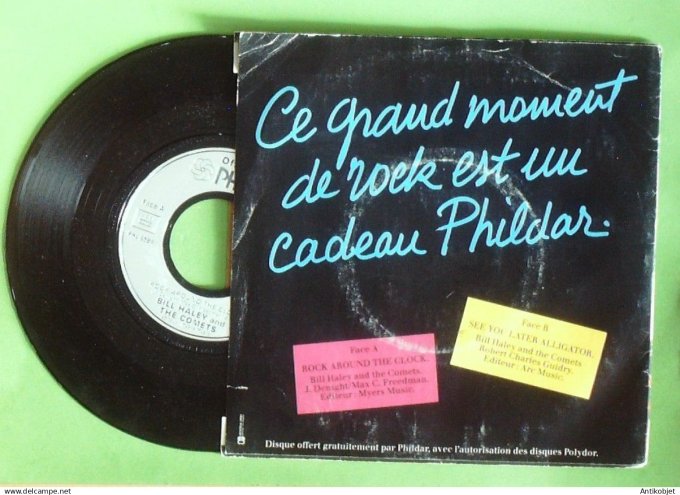 Ce grand moment
de rock est un
cadeau Phildar.
Face A
ROCK AROUND THE CLOCK.
Bill Haley and the Comets.
J. Deknight/Max C. Freedman.
Editeur: Myers Music.
Face B
SEE YOU LATER ALLIGATOR.
Bill Haley and the Comets
Robert Charles Guidry.
Editeur: Arc Music.
Disque offert gratuitement par Phildar, avec l'autorisation des disques Polydor.
Face A
BILL HALEY and
THE COMETS
akpool.de
Antikobjet